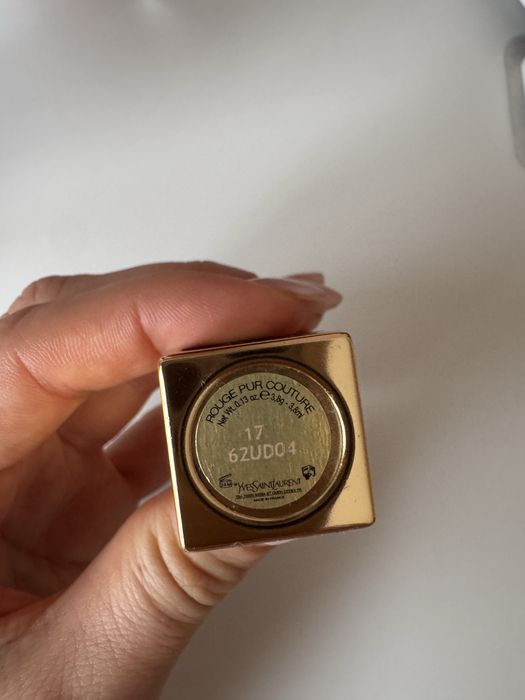 ROUGE PUR COUTURE
Net Wt. 0.13 oz. e 3,8g - 3,8ml
17
62UD04
YVESSAINTLAURENT
MADE IN FRANCE